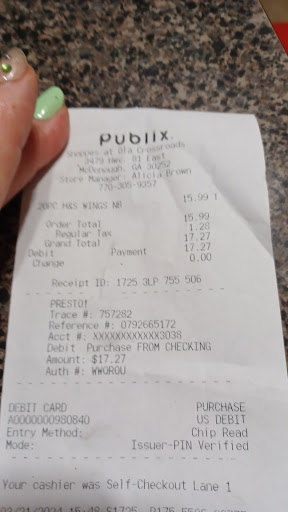 Publix.
Shoppes at Ola Crossroads
3479 Hwy. 81 East
McDonough, GA 30252
Store Manager: Alicia Brown
770-305-9357
20PC H&S WINGS NB 15.99 T
Order Total 15.99
Regular Tax 1.28
Grand Total 17.27
Debit Payment 17.27
Change 0.00
Receipt ID: 1725 3LP 755 506
PRESTO!
Trace #: 757282
Reference #: 0792665172
Acct #: XXXXXXXXXXXX3038
Debit Purchase FROM CHECKING
Amount: $17.27
Auth #: WWQROU
DEBIT CARD PURCHASE
A0000000980840 US DEBIT
Entry Method: Chip Read
Mode: Issuer-PIN Verified
Your cashier was Self-Checkout Lane 1